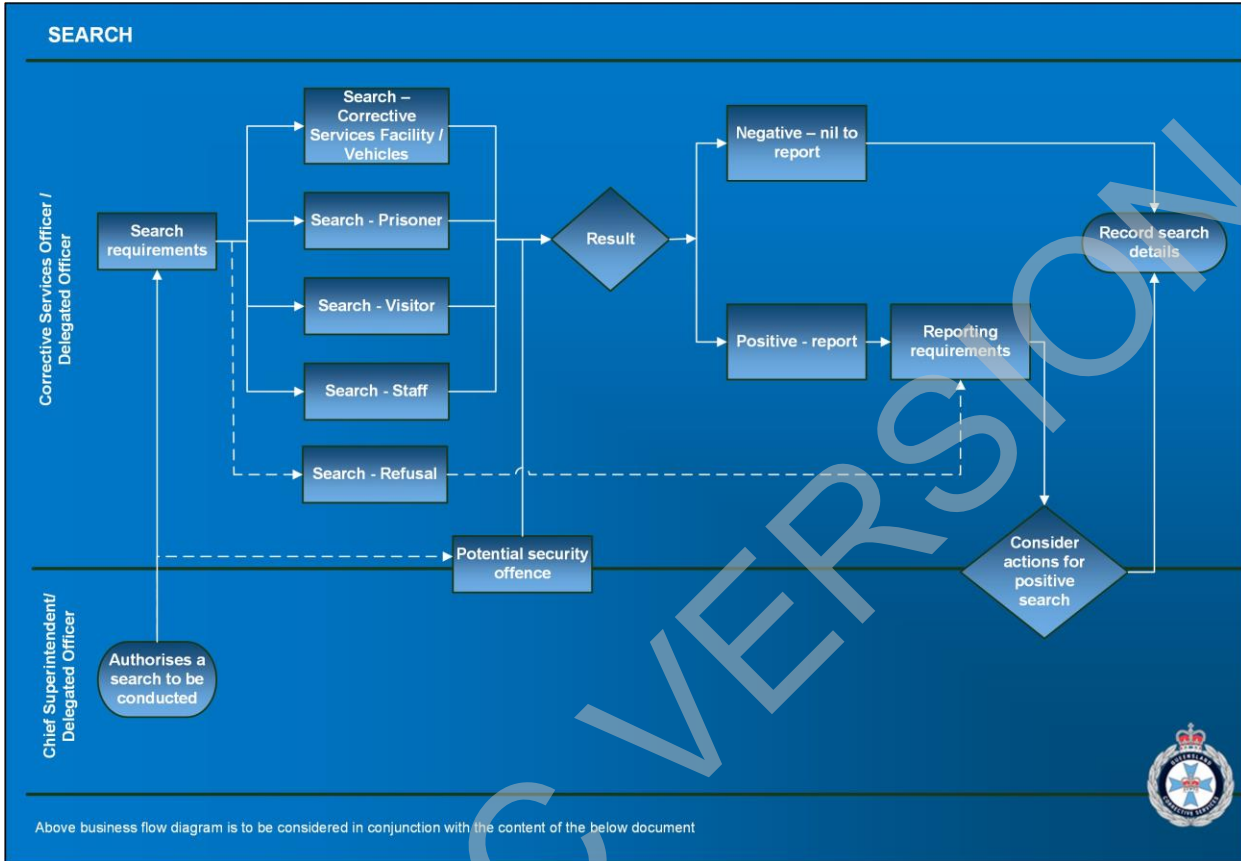 SEARCH
Corrective Services Officer /
Delegated Officer
Search
requirements
Search –
Corrective
Services Facility /
Vehicles
Search - Prisoner
Search - Visitor
Search - Staff
Search - Refusal
Potential security
offence
Result
Negative – nil to
report
Positive - report
Reporting
requirements
Record search
details
Consider
actions for
positive
search
Chief Superintendent/
Delegated Officer
Authorises a
search to be
conducted
QUEENSLAND
CORRECTIVE SERVICES
Above business flow diagram is to be considered in conjunction with the content of the below document
C VERSION